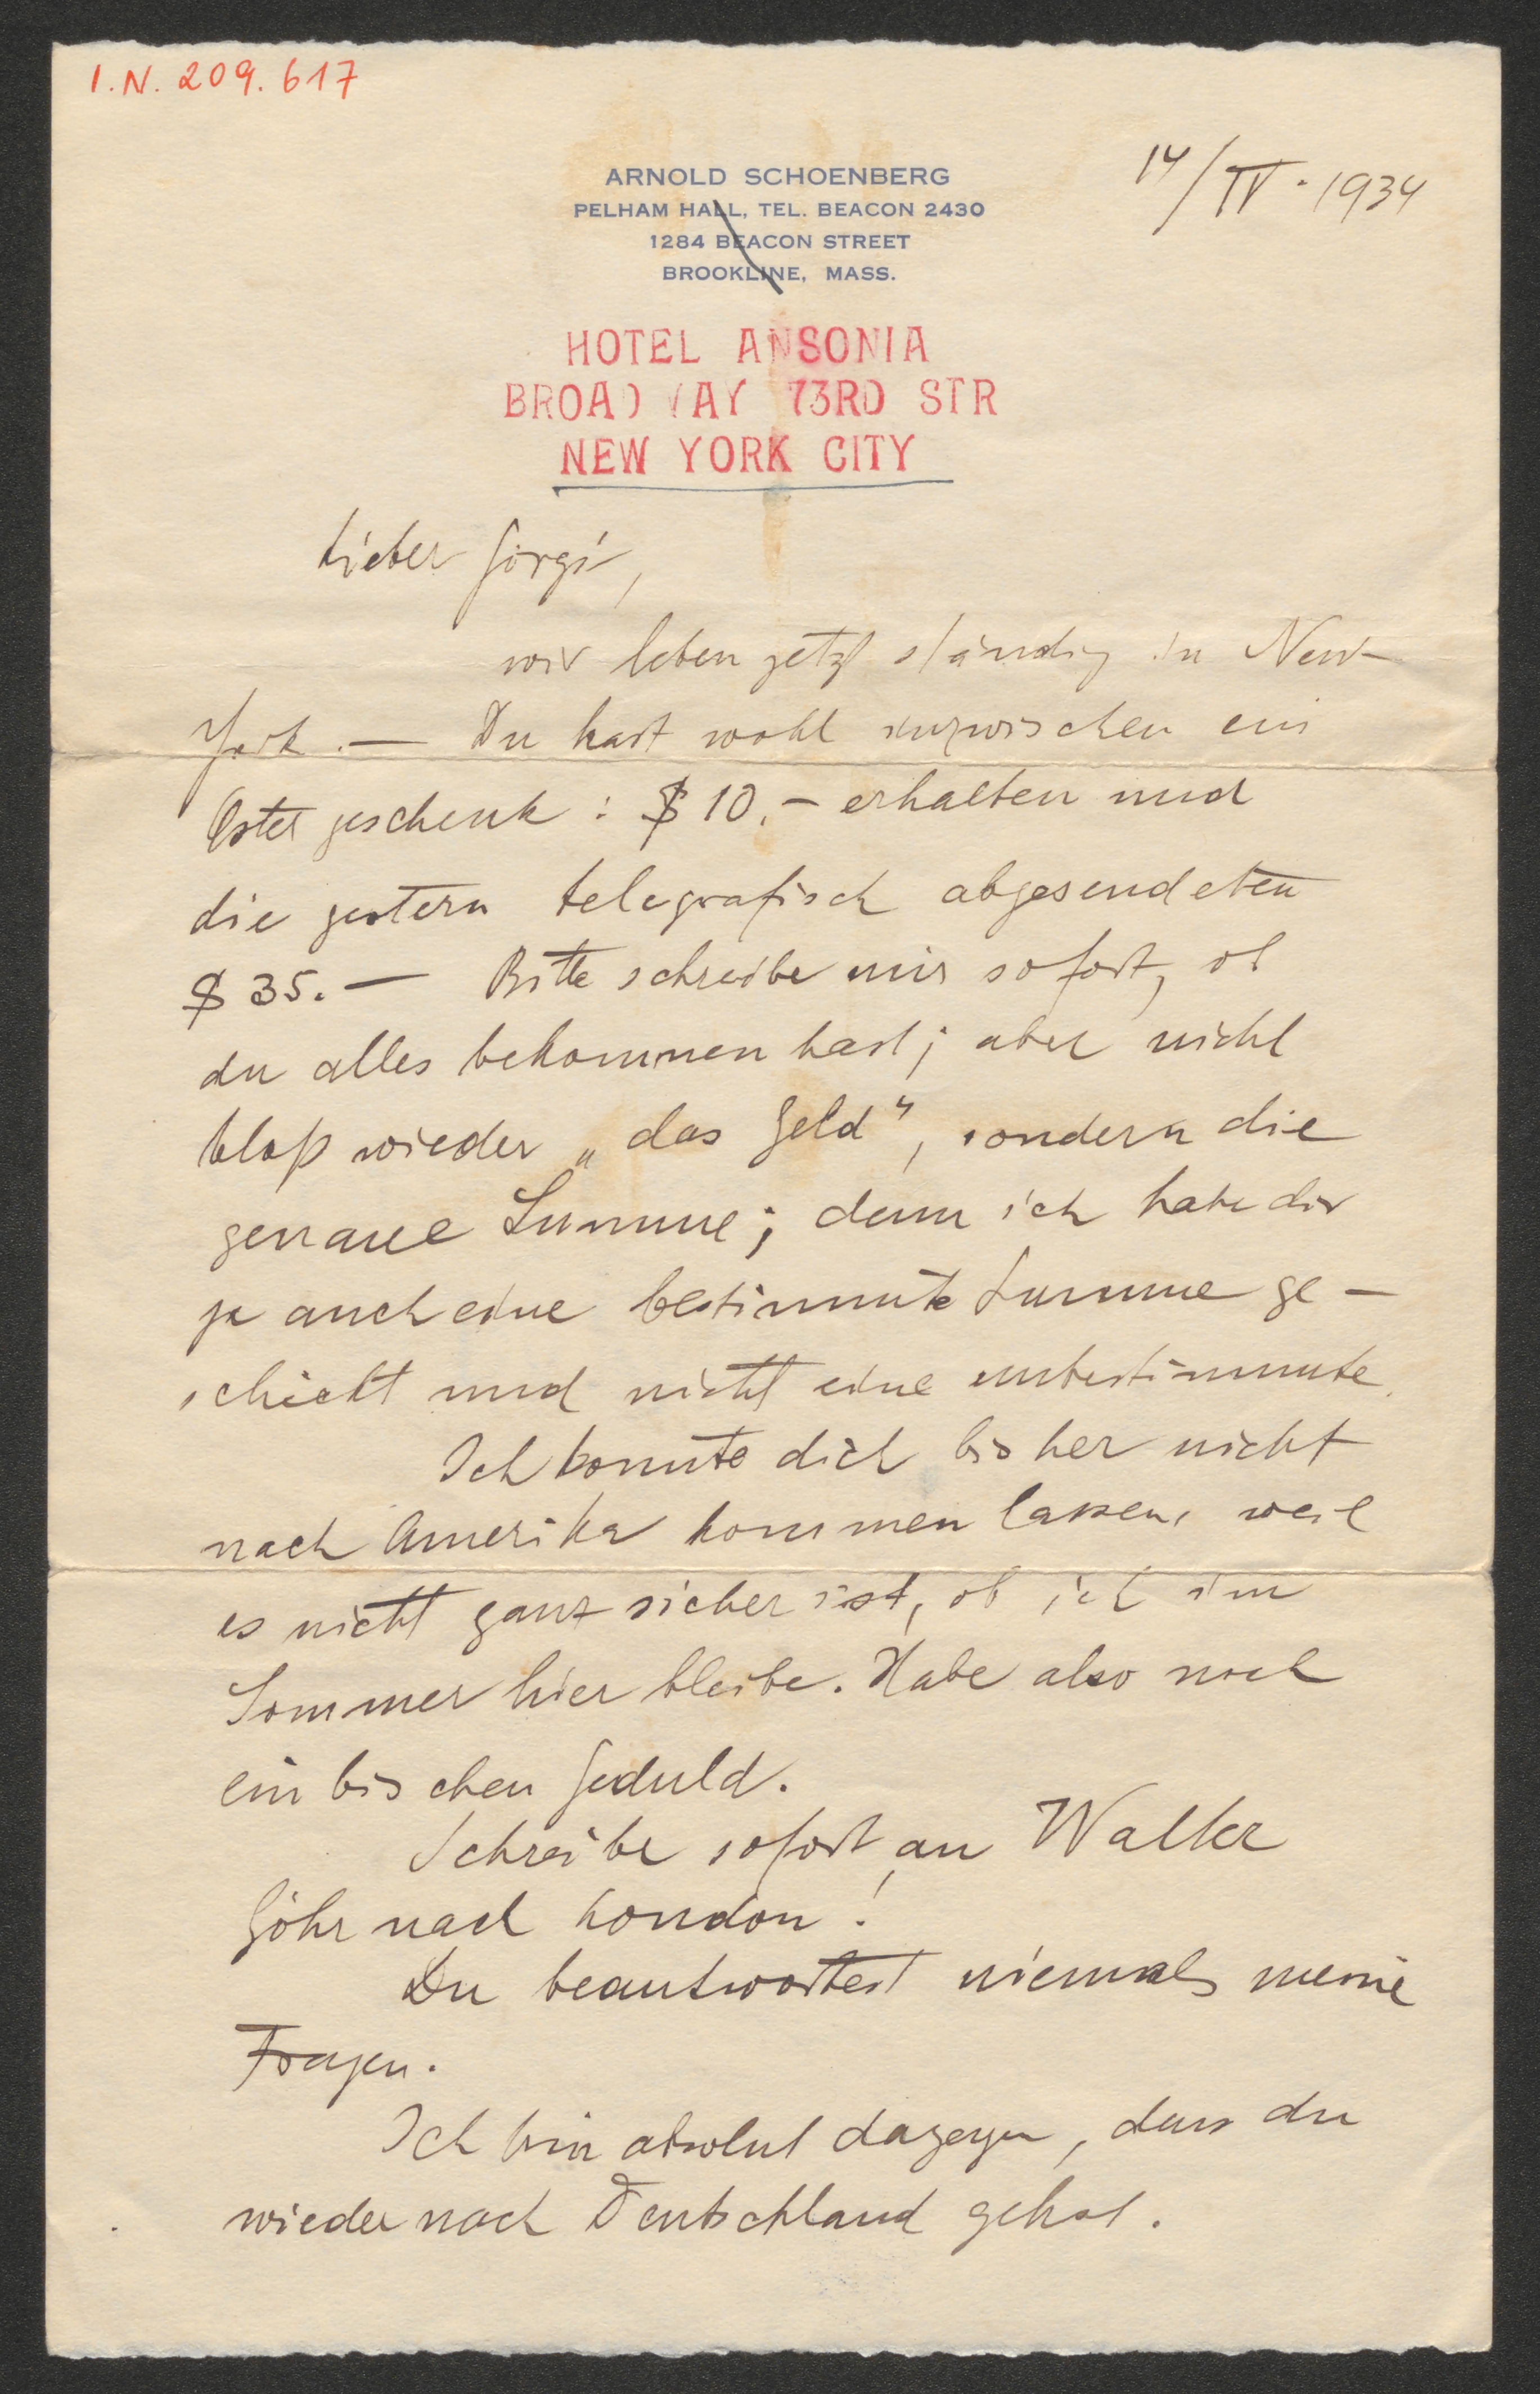 I.N. 209.617
14/IV. 1934
ARNOLD SCHOENBERG
PELHAM HALL, TEL. BEACON 2430
1284 BEACON STREET
BROOKLINE, MASS.
HOTEL ANSONIA
BROADWAY 73RD STR
NEW YORK CITY
Lieber Görgi,
wir leben jetzt ständig in New-
York. — Du hast wohl inzwischen ein
Ostergeschenk: $ 10.- erhalten und
die gestern telegrafisch abgesendeten
$ 35. — Bitte schreibe mir sofort, ob
du alles bekommen hast; aber nicht
bloß wieder „das Geld“, sondern die
genaue Summe; denn ich habe dir
ja auch eine bestimmte Summe ge-
schickt und nicht eine unbestimmte.
Ich konnte dich bisher nicht
nach Amerika kommen lassen, weil
es nicht ganz sicher ist, ob ich im
Sommer hier bleibe. Habe also noch
ein bischen Geduld.
Schreibe sofort an Walter
Göhr nach London!
Du beantwortest niemals meine
Fragen.
Ich bin absolut dagegen, dass du
wieder nach Deutschland gehst.